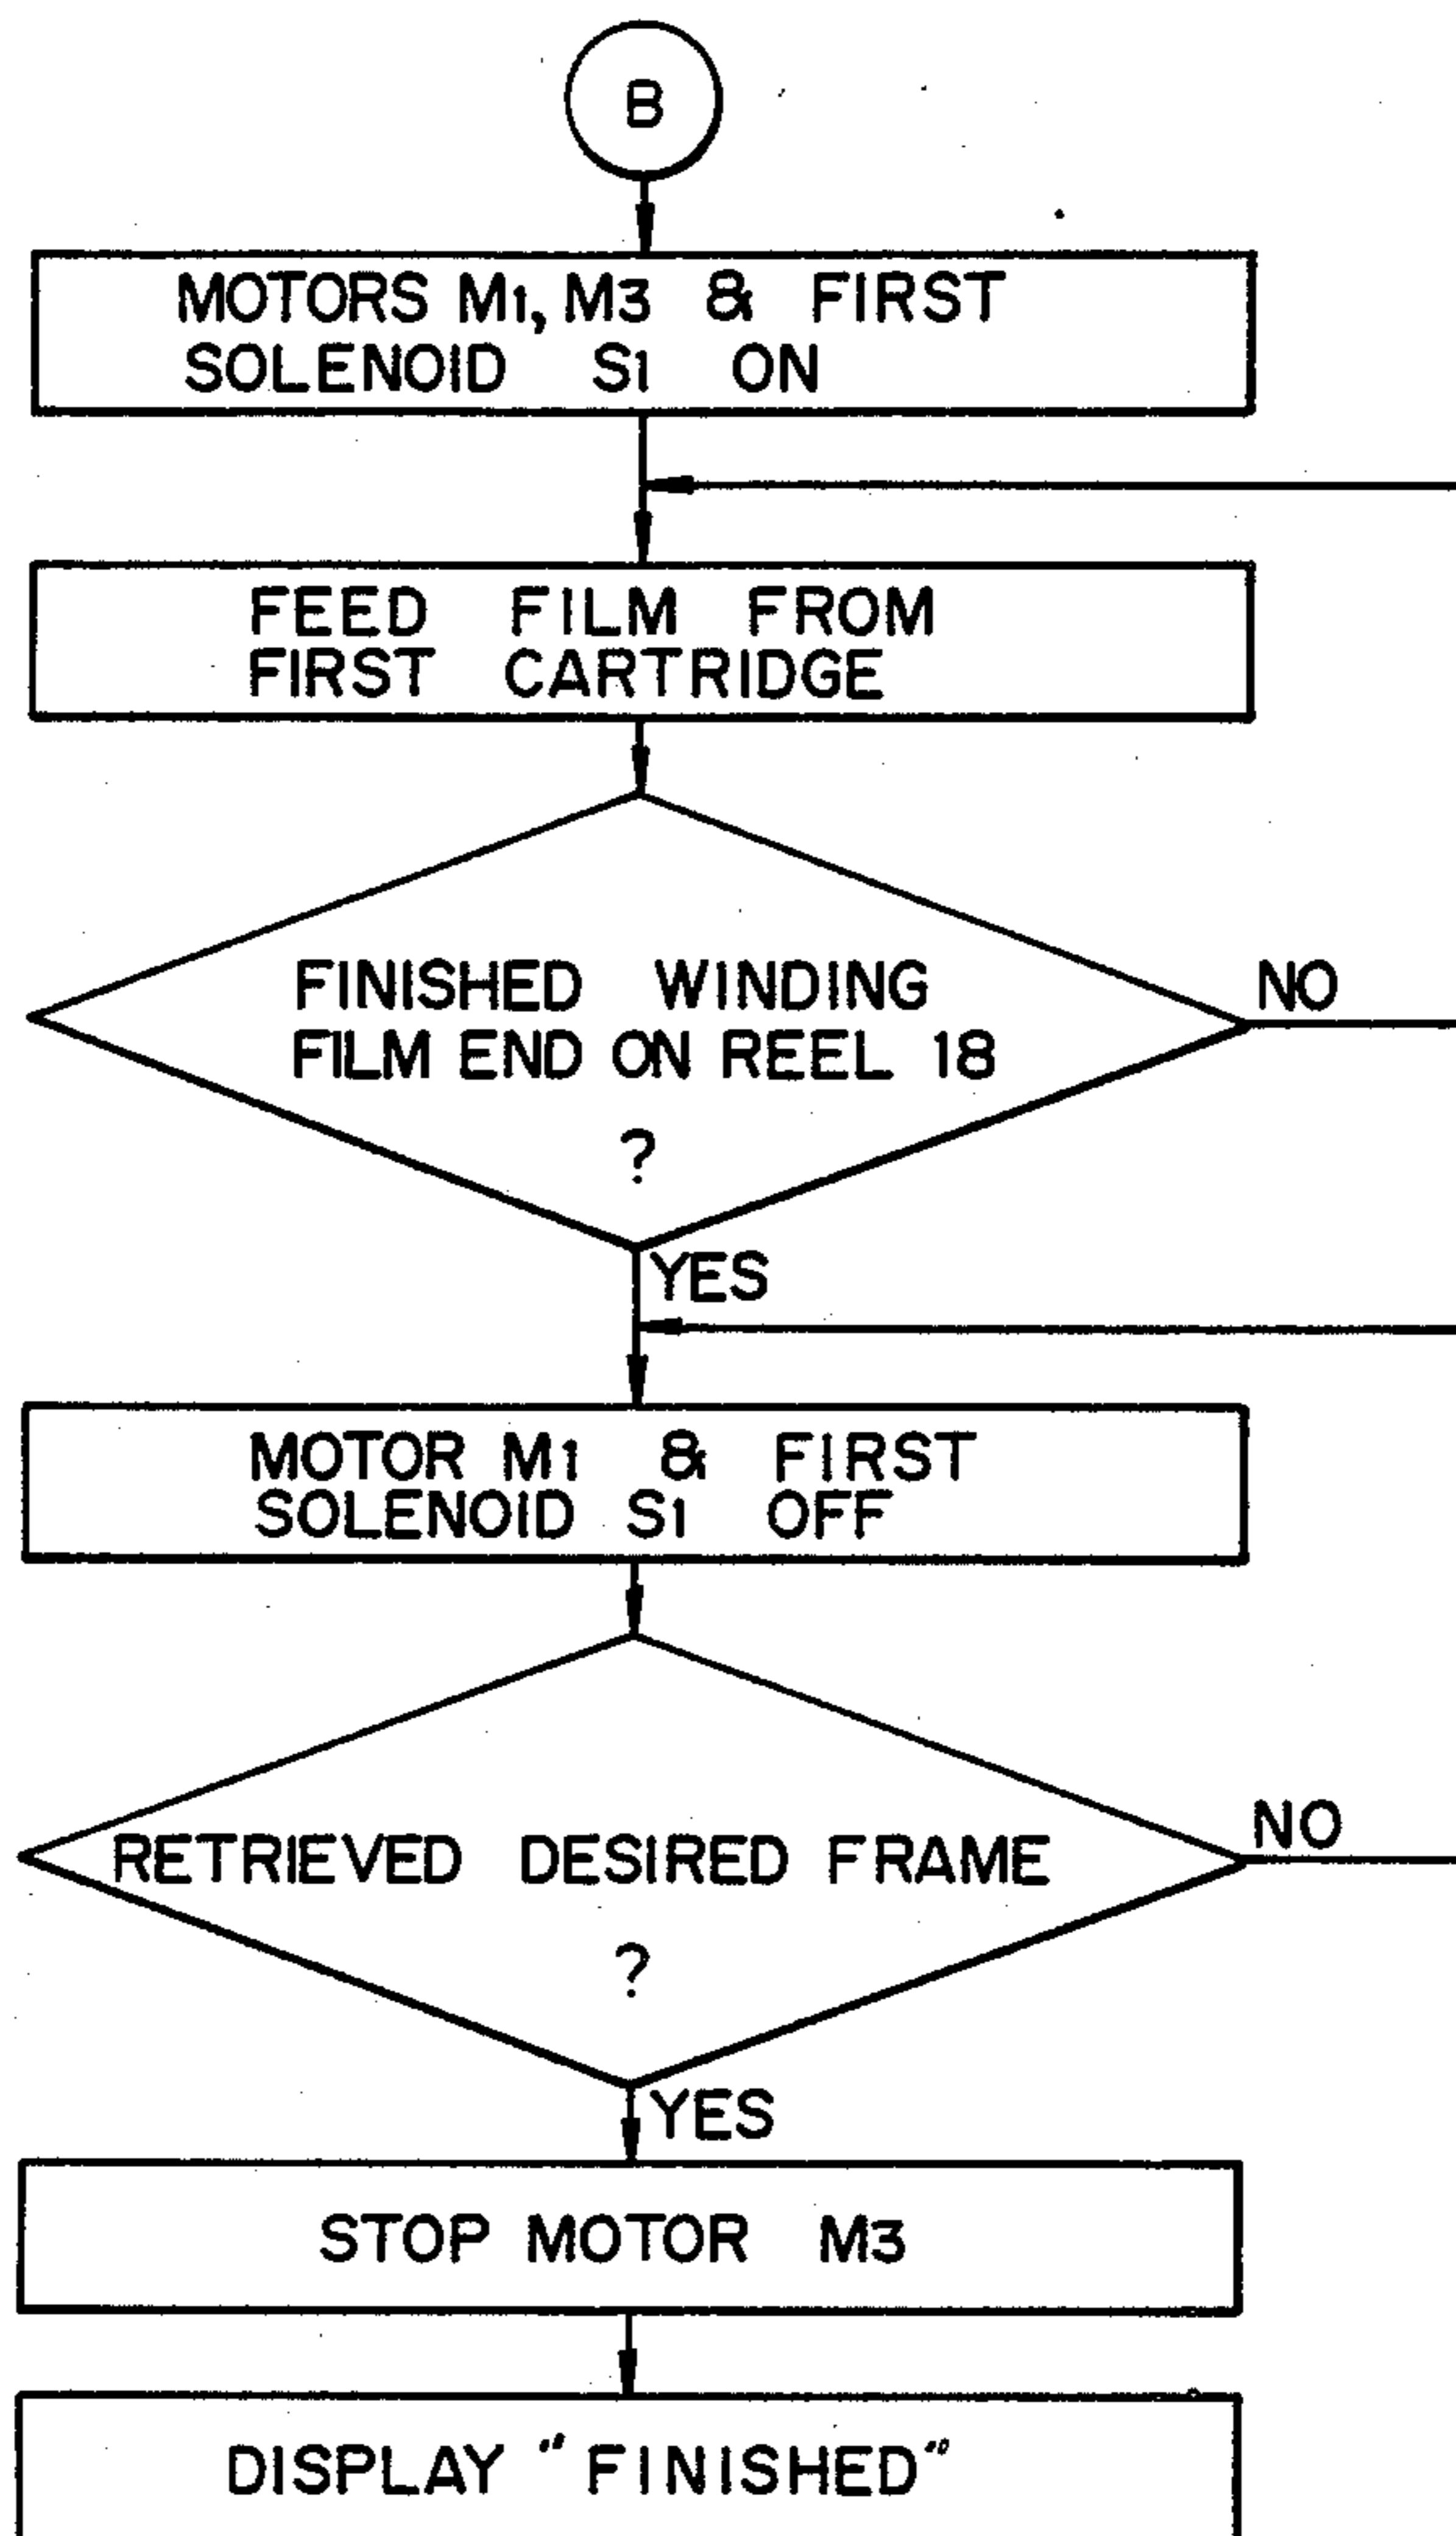 B
MOTORS M1, M3 & FIRST
SOLENOID S1 ON
FEED FILM FROM
FIRST CARTRIDGE
FINISHED WINDING
FILM END ON REEL 18
?
NO
YES
MOTOR M1 & FIRST
SOLENOID S1 OFF
RETRIEVED DESIRED FRAME
?
NO
YES
STOP MOTOR M3
DISPLAY "FINISHED"